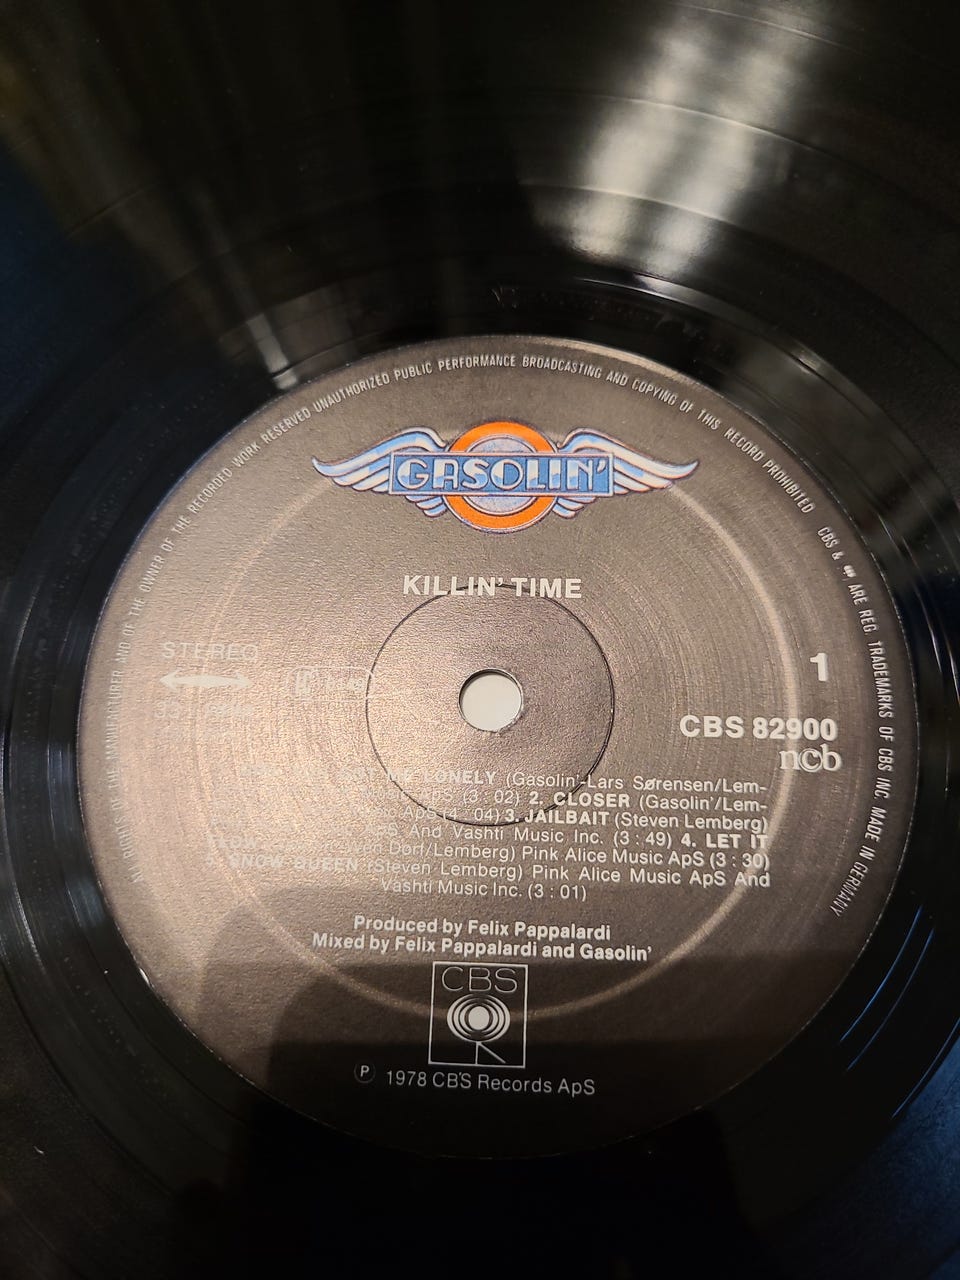 ALL RIGHTS OF THE MANUFACTURER AND OF THE OWNER OF THE RECORDED WORK RESERVED UNAUTHORIZED PUBLIC PERFORMANCE BROADCASTING AND COPYING OF THIS RECORD PROHIBITED CBS & ARE REG. TRADEMARKS OF CBS INC. MADE IN GERMANY
GASOLIN'
KILLIN' TIME
STEREO
1
CBS 82900
ncb
LONELY (Gasolin'-Lars Sørensen/Lem-
ApS (3:02) 2. CLOSER (Gasolin'/Lem-
Music ApS (4:04) 3. JAILBAIT (Steven Lemberg)
ApS And Vashti Music Inc. (3:49) 4. LET IT
Dorf/Lemberg) Pink Alice Music ApS (3:30)
5. SNOW QUEEN (Steven Lemberg) Pink Alice Music ApS And
Vashti Music Inc. (3:01)
Produced by Felix Pappalardi
Mixed by Felix Pappalardi and Gasolin'
CBS
℗ 1978 CBS Records ApS